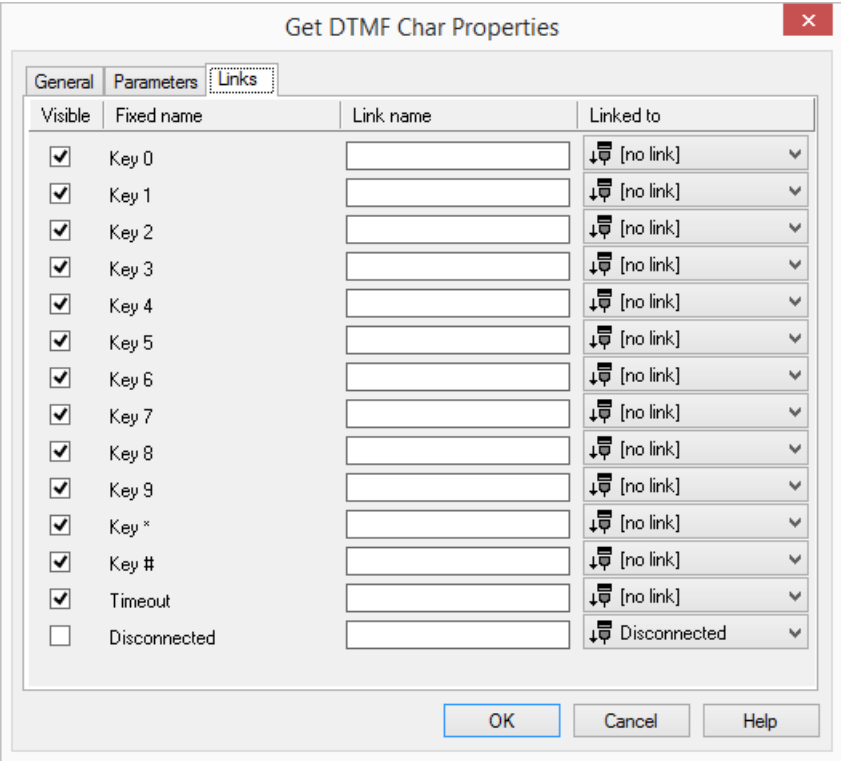 Get DTMF Char Properties
General Parameters Links
Visible Fixed name Link name Linked to
Key 0 [no link]
Key 1 [no link]
Key 2 [no link]
Key 3 [no link]
Key 4 [no link]
Key 5 [no link]
Key 6 [no link]
Key 7 [no link]
Key 8 [no link]
Key 9 [no link]
Key * [no link]
Key # [no link]
Timeout [no link]
Disconnected Disconnected
OK Cancel Help